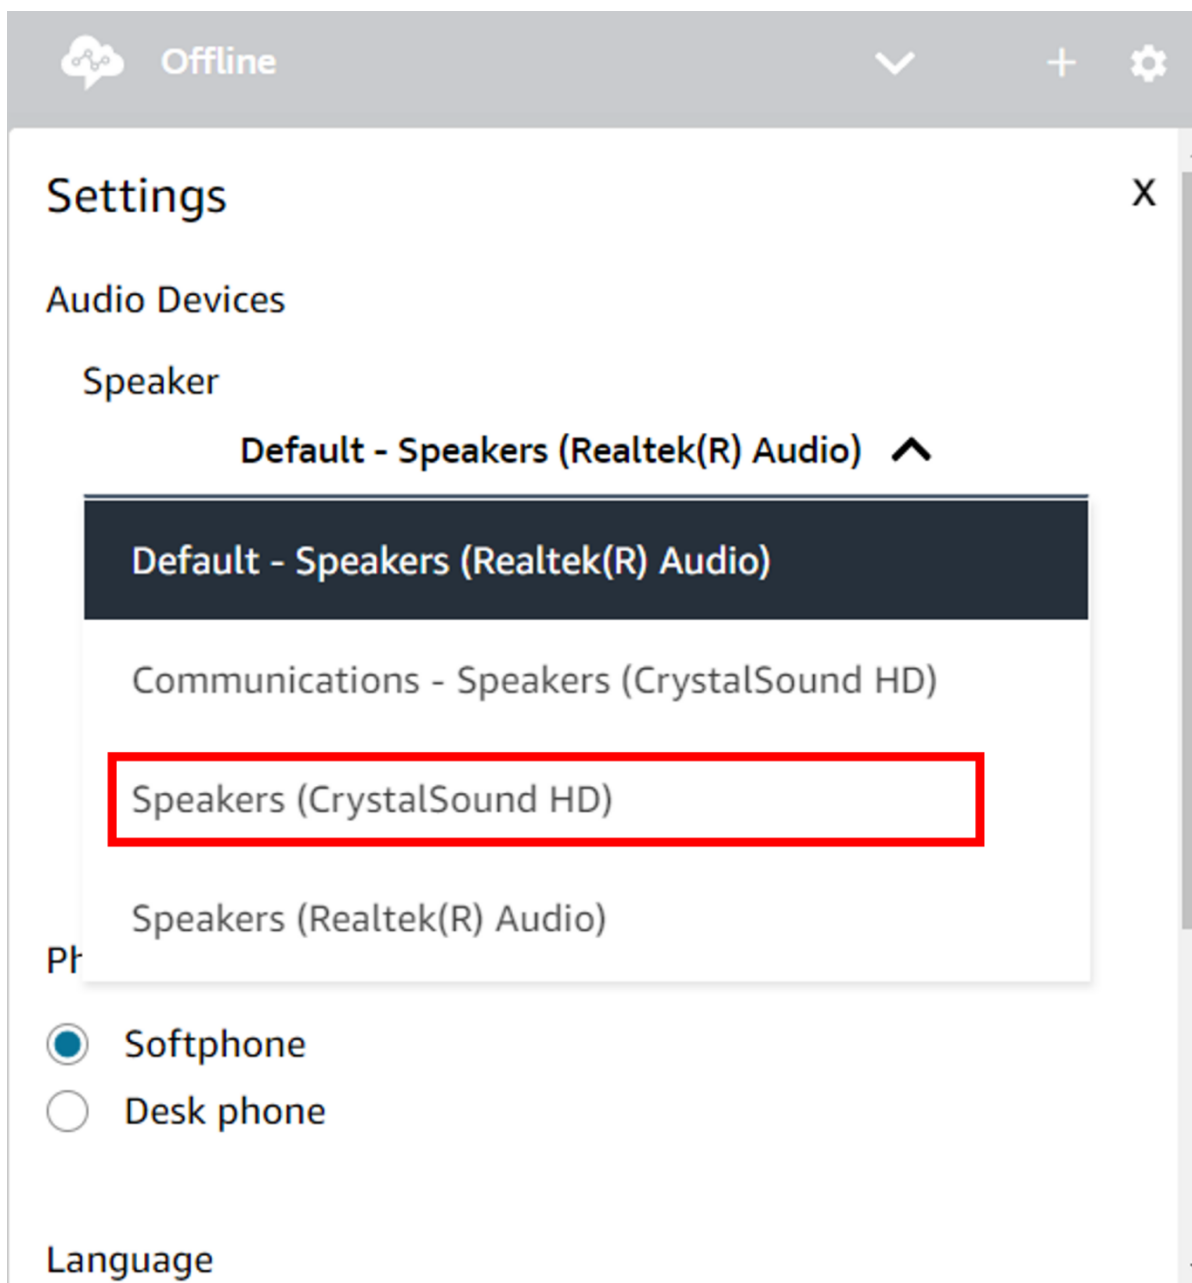 Offline
Settings
X
Audio Devices
Speaker
Default - Speakers (Realtek(R) Audio)
Default - Speakers (Realtek(R) Audio)
Communications - Speakers (CrystalSound HD)
Speakers (CrystalSound HD)
Speakers (Realtek(R) Audio)
Softphone
Desk phone
Language